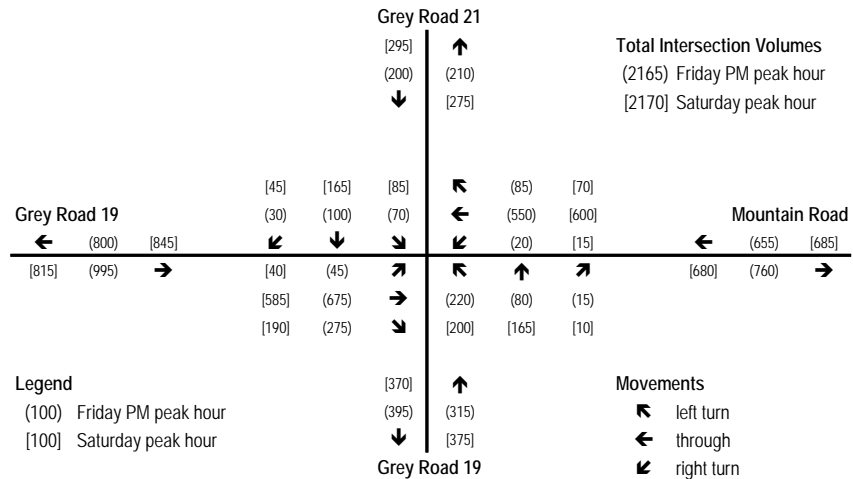 Grey Road 21
[295]
Total Intersection Volumes
(200) (210) (2165) Friday PM peak hour
[275] [2170] Saturday peak hour
[45] [165] [85] (85) [70]
Grey Road 19 (30) (100) (70) (550) [600] Mountain Road
(800) [845] (20) [15] (655) [685]
[815] (995) [40] (45) [680] (760)
[585] (675) (220) (80) (15)
[190] (275) [200] [165] [10]
Legend [370] Movements
(100) Friday PM peak hour (395) (315) left turn
[100] Saturday peak hour [375] through
Grey Road 19 right turn